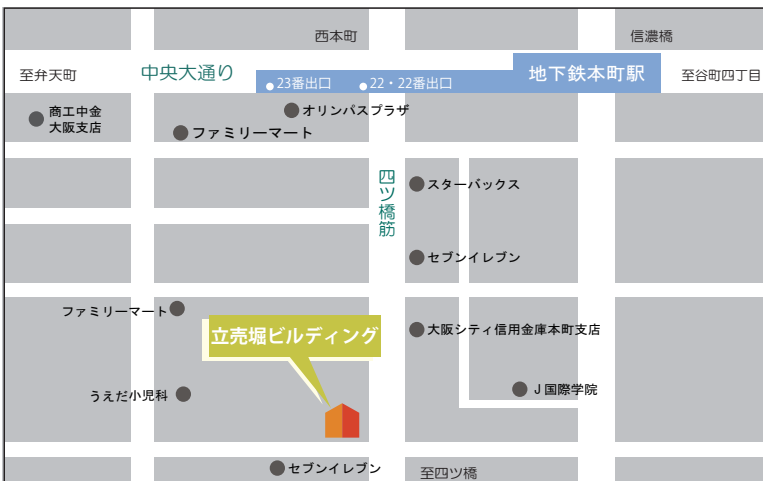 西本町
信濃橋
至弁天町
中央大通り
23番出口
22・22番出口
地下鉄本町駅
至谷町四丁目
商工中金
大阪支店
オリンパスプラザ
ファミリーマート
四ツ橋筋
スターバックス
セブンイレブン
ファミリーマート
立売堀ビルディング
大阪シティ信用金庫本町支店
うえだ小児科
J国際学院
セブンイレブン
至四ツ橋